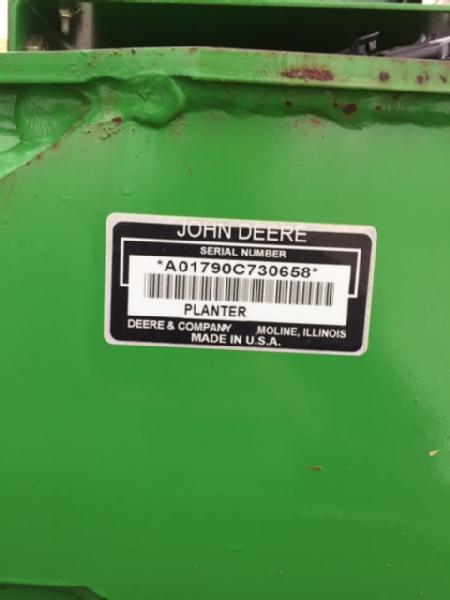 JOHN DEERE
SERIAL NUMBER
*A01790C730658*
PLANTER
DEERE & COMPANY MOLINE, ILLINOIS
MADE IN U.S.A.